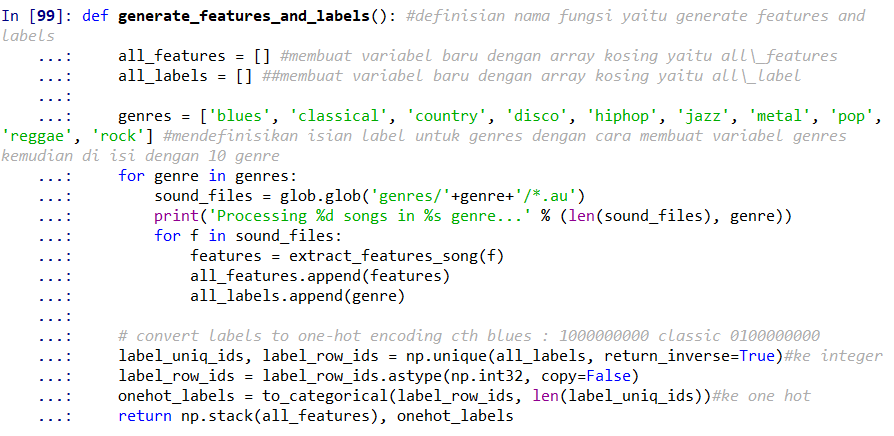 In [99]: def generate_features_and_labels(): #definisian nama fungsi yaitu generate features and
labels
...: all_features = [] #membuat variabel baru dengan array kosing yaitu all\_features
...: all_labels = [] ##membuat variabel baru dengan array kosing yaitu all\_label
...:
...: genres = ['blues', 'classical', 'country', 'disco', 'hiphop', 'jazz', 'metal', 'pop',
'reggae', 'rock'] #mendefinisikan isian label untuk genres dengan cara membuat variabel genres
kemudian di isi dengan 10 genre
...: for genre in genres:
...: sound_files = glob.glob('genres/'+genre+'/*.au')
...: print('Processing %d songs in %s genre...' % (len(sound_files), genre))
...: for f in sound_files:
...: features = extract_features_song(f)
...: all_features.append(features)
...: all_labels.append(genre)
...:
...: # convert labels to one-hot encoding cth blues : 1000000000 classic 0100000000
...: label_uniq_ids, label_row_ids = np.unique(all_labels, return_inverse=True)#ke integer
...: label_row_ids = label_row_ids.astype(np.int32, copy=False)
...: onehot_labels = to_categorical(label_row_ids, len(label_uniq_ids))#ke one hot
...: return np.stack(all_features), onehot_labels